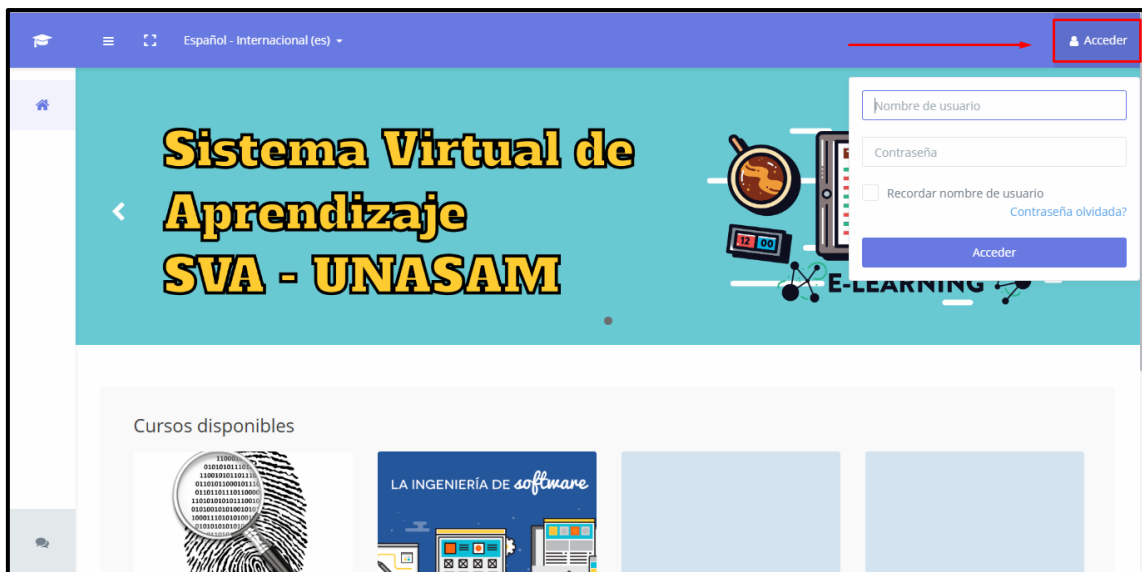 Español - Internacional (es)
Acceder
Nombre de usuario
Contraseña
Recordar nombre de usuario
Contraseña olvidada?
Acceder
Sistema Virtual de
Aprendizaje
SVA - UNASAM
12 00
E-LEARNING
Cursos disponibles
LA INGENIERÍA DE software